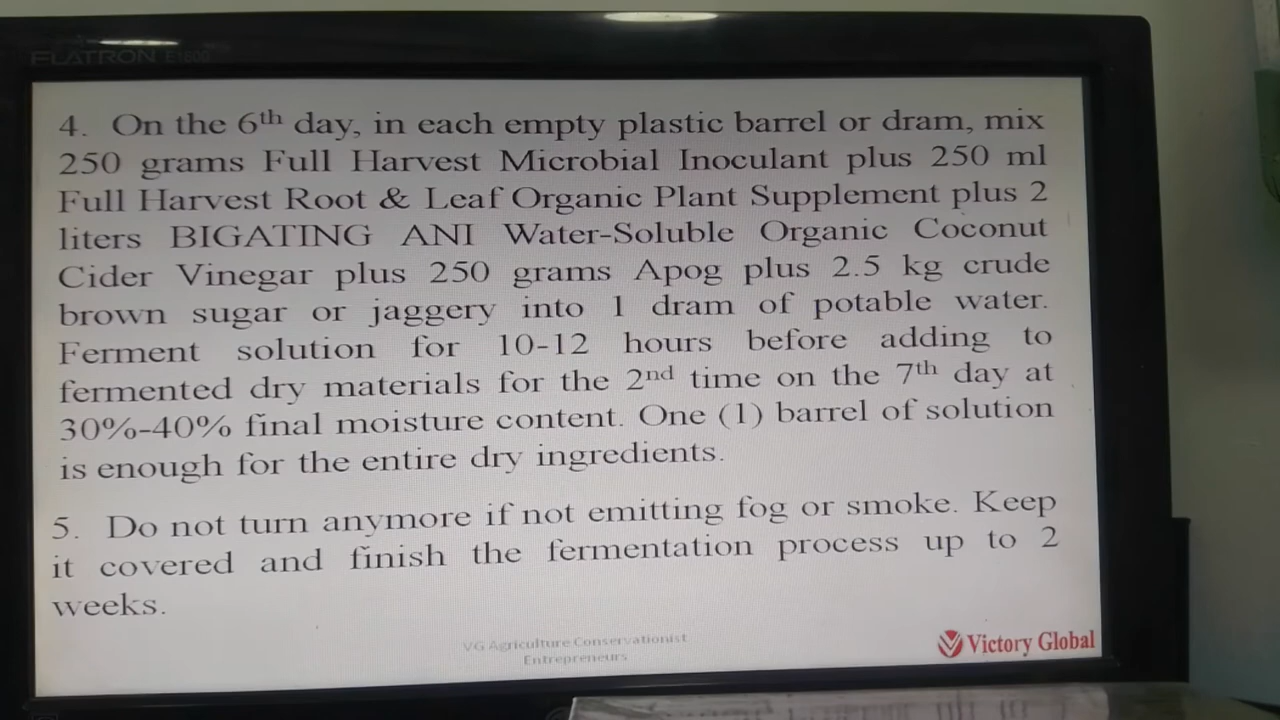 FLATRON E1600
4. On the 6th day, in each empty plastic barrel or dram, mix
250 grams Full Harvest Microbial Inoculant plus 250 ml
Full Harvest Root & Leaf Organic Plant Supplement plus 2
liters BIGATING ANI Water-Soluble Organic Coconut
Cider Vinegar plus 250 grams Apog plus 2.5 kg crude
brown sugar or jaggery into 1 dram of potable water.
Ferment solution for 10-12 hours before adding to
fermented dry materials for the 2nd time on the 7th day at
30%-40% final moisture content. One (1) barrel of solution
is enough for the entire dry ingredients.
5. Do not turn anymore if not emitting fog or smoke. Keep
it covered and finish the fermentation process up to 2
weeks.
VG Agriculture Conservationist
Entrepreneurs
Victory Global